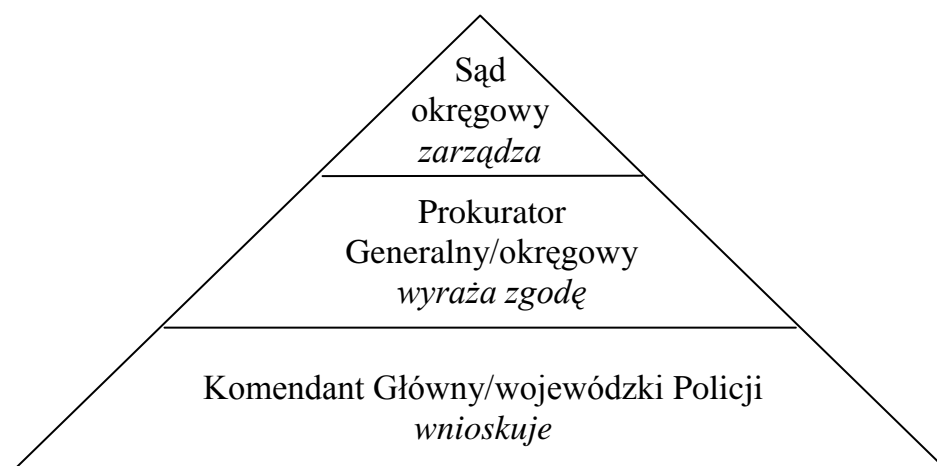 Sąd
okręgowy
zarządza
Prokurator
Generalny/okręgowy
wyraża zgodę
Komendant Główny/wojewódzki Policji
wnioskuje